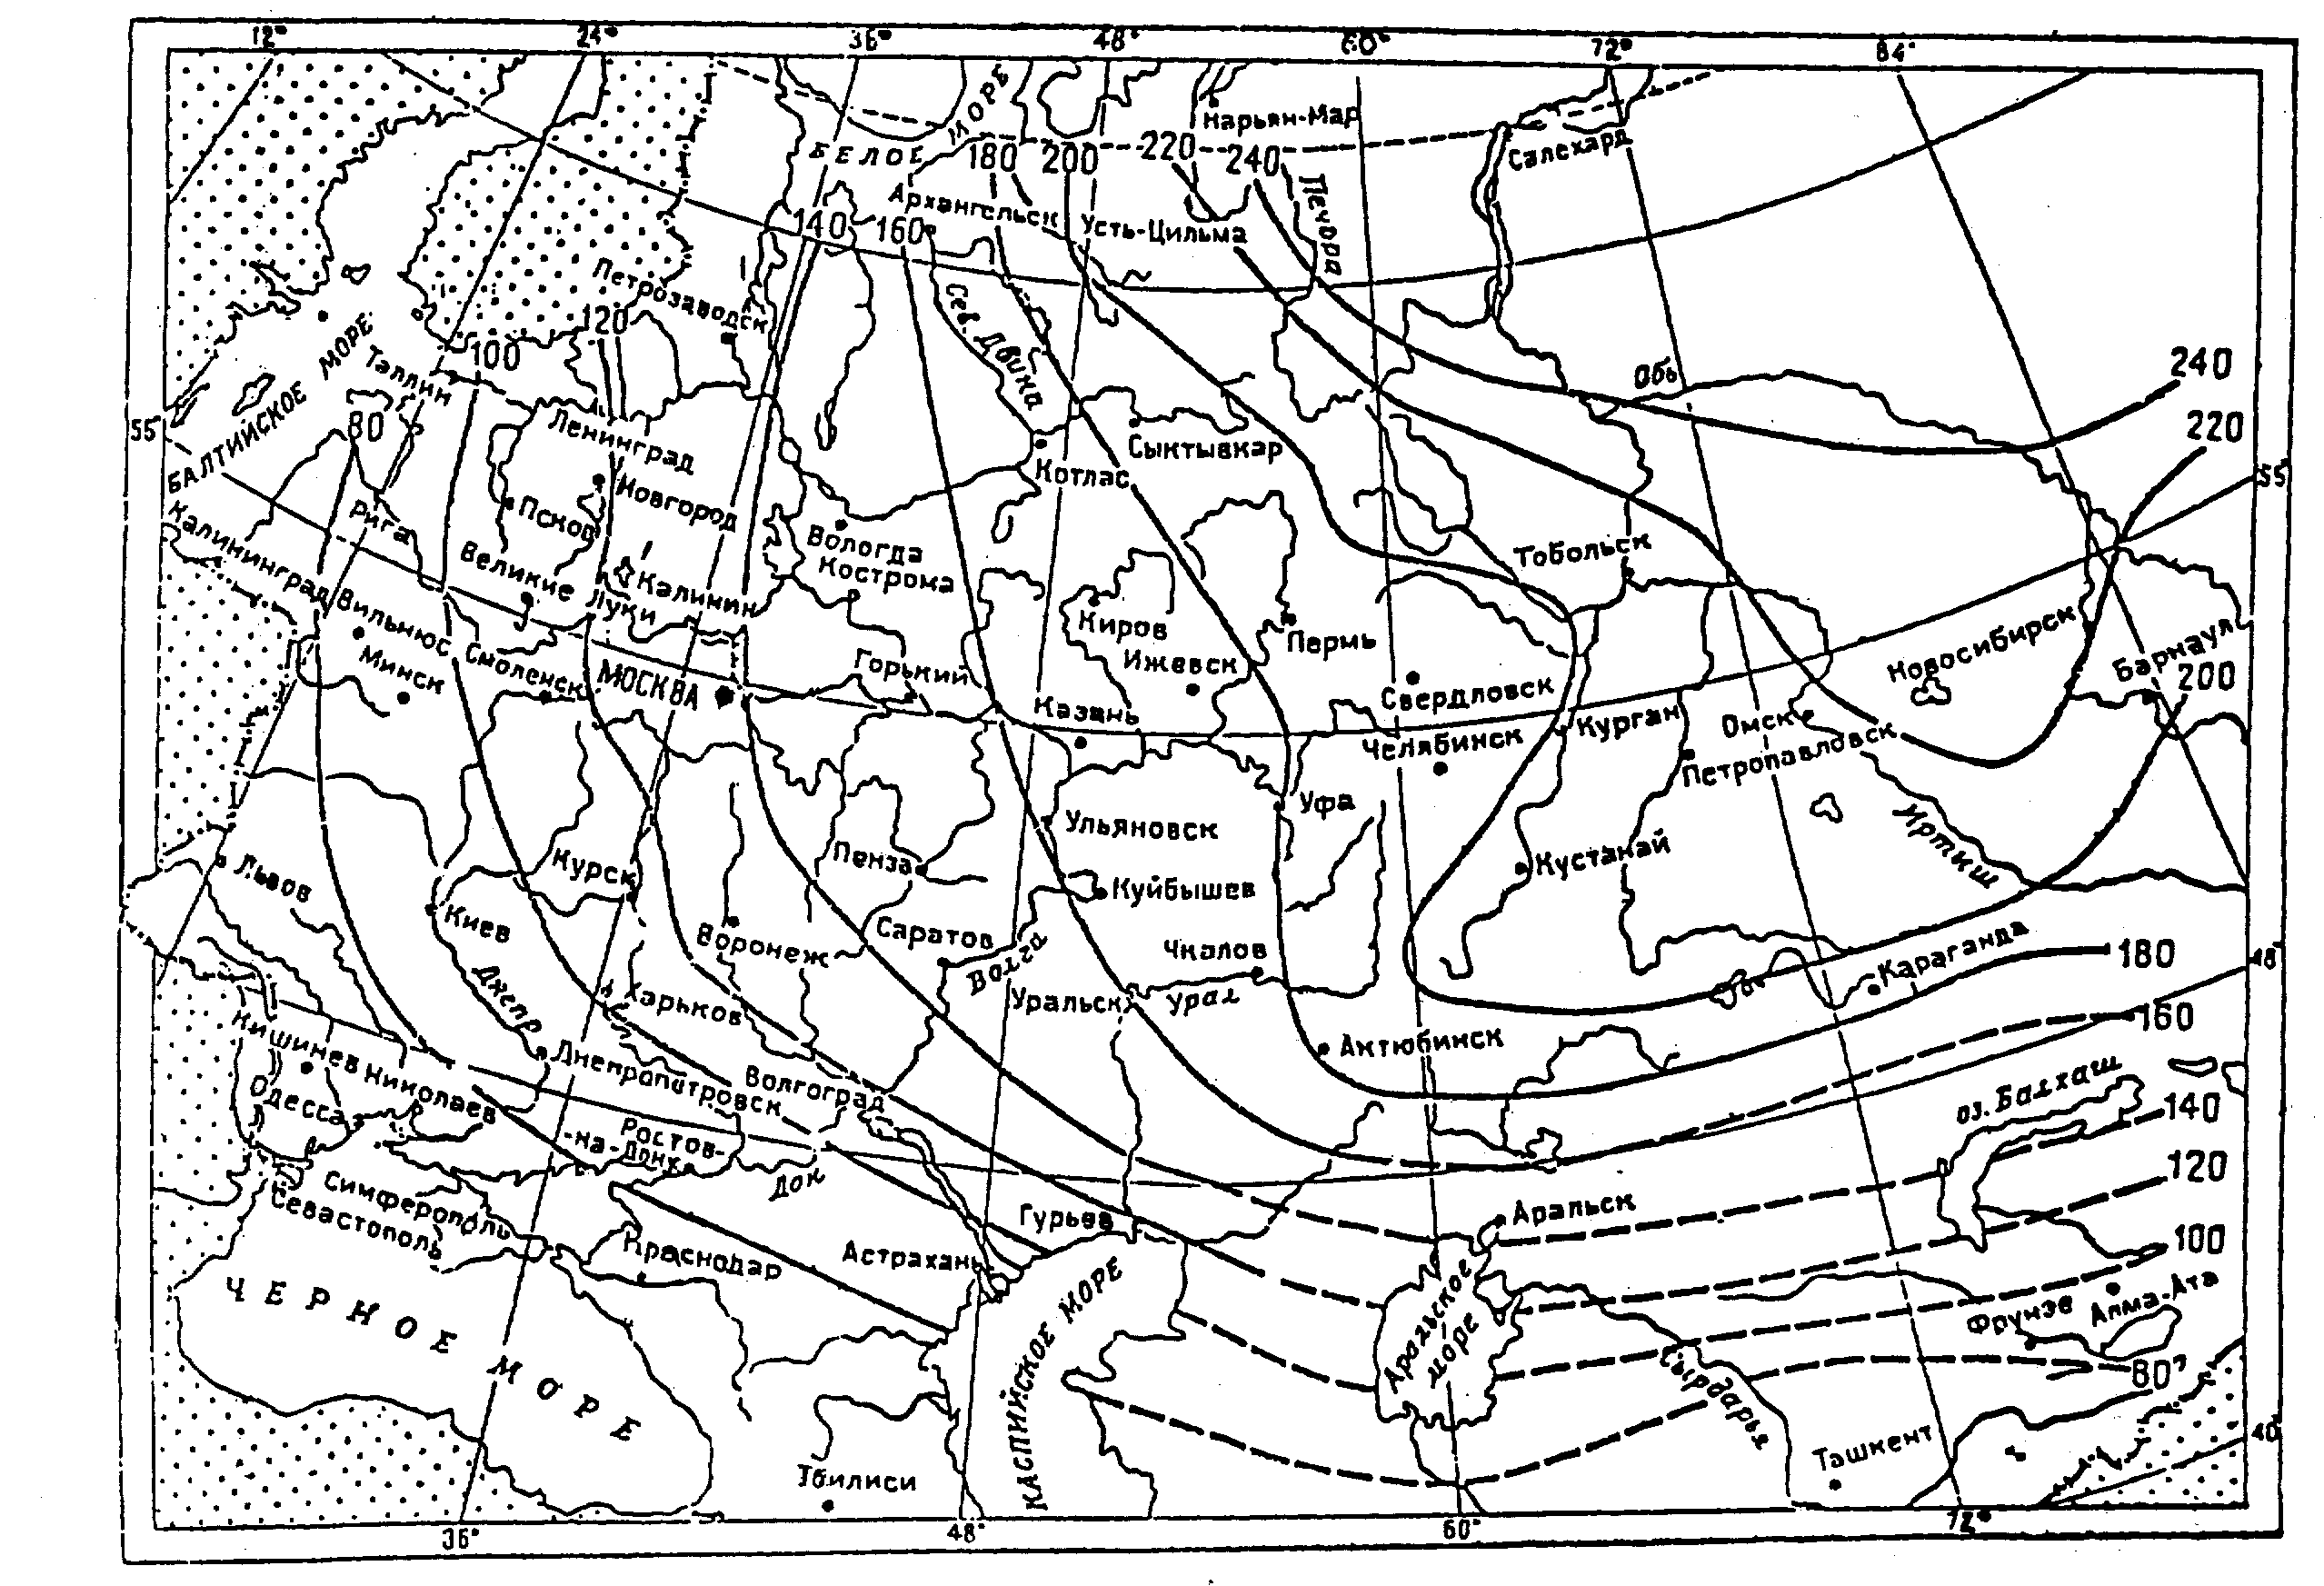 12° 24° 36° 48° 60° 72° 84°
БЕЛОЕ МОРЕ
Нарьян-Мар
Салехард
180 200 220 240
Архангельск
Усть-Цильма
Печора
140 160
Петрозаводск
Сев. Двина
120
100
БАЛТИЙСКОЕ МОРЕ
Таллин
80
Обь
240
220
55°
55°
Ленинград
Новгород
Псков
Сыктывкар
Котлас
Рига
Калининград
Великие Луки
Вологда
Кострома
Калинин
Тобольск
Вильнюс
Минск
Смоленск
МОСКВА
Горький
Киров
Ижевск
Пермь
Казань
Свердловск
Челябинск
Курган
Омск
Петропавловск
Новосибирск
Барнаул
200
Уфа
Ульяновск
Пенза
Куйбышев
Кустанай
Иртыш
Львов
Курск
Киев
Днепр
Воронеж
Саратов
Волга
Чкалов
Уральск
Урал
Харьков
Караганда
180
48°
Актюбинск
160
Кишинев
Николаев
Одесса
Днепропетровск
Волгоград
Ростов-
-на-Дону
Дон
оз. Балхаш
140
120
Симферополь
Севастополь
Краснодар
Астрахань
Гурьев
Аральск
100
ЧЕРНОЕ МОРЕ
КАСПИЙСКОЕ МОРЕ
Аральское
море
Сырдарья
Фрунзе
Алма-Ата
80
Тбилиси
Ташкент
40°
36° 48° 60° 72°